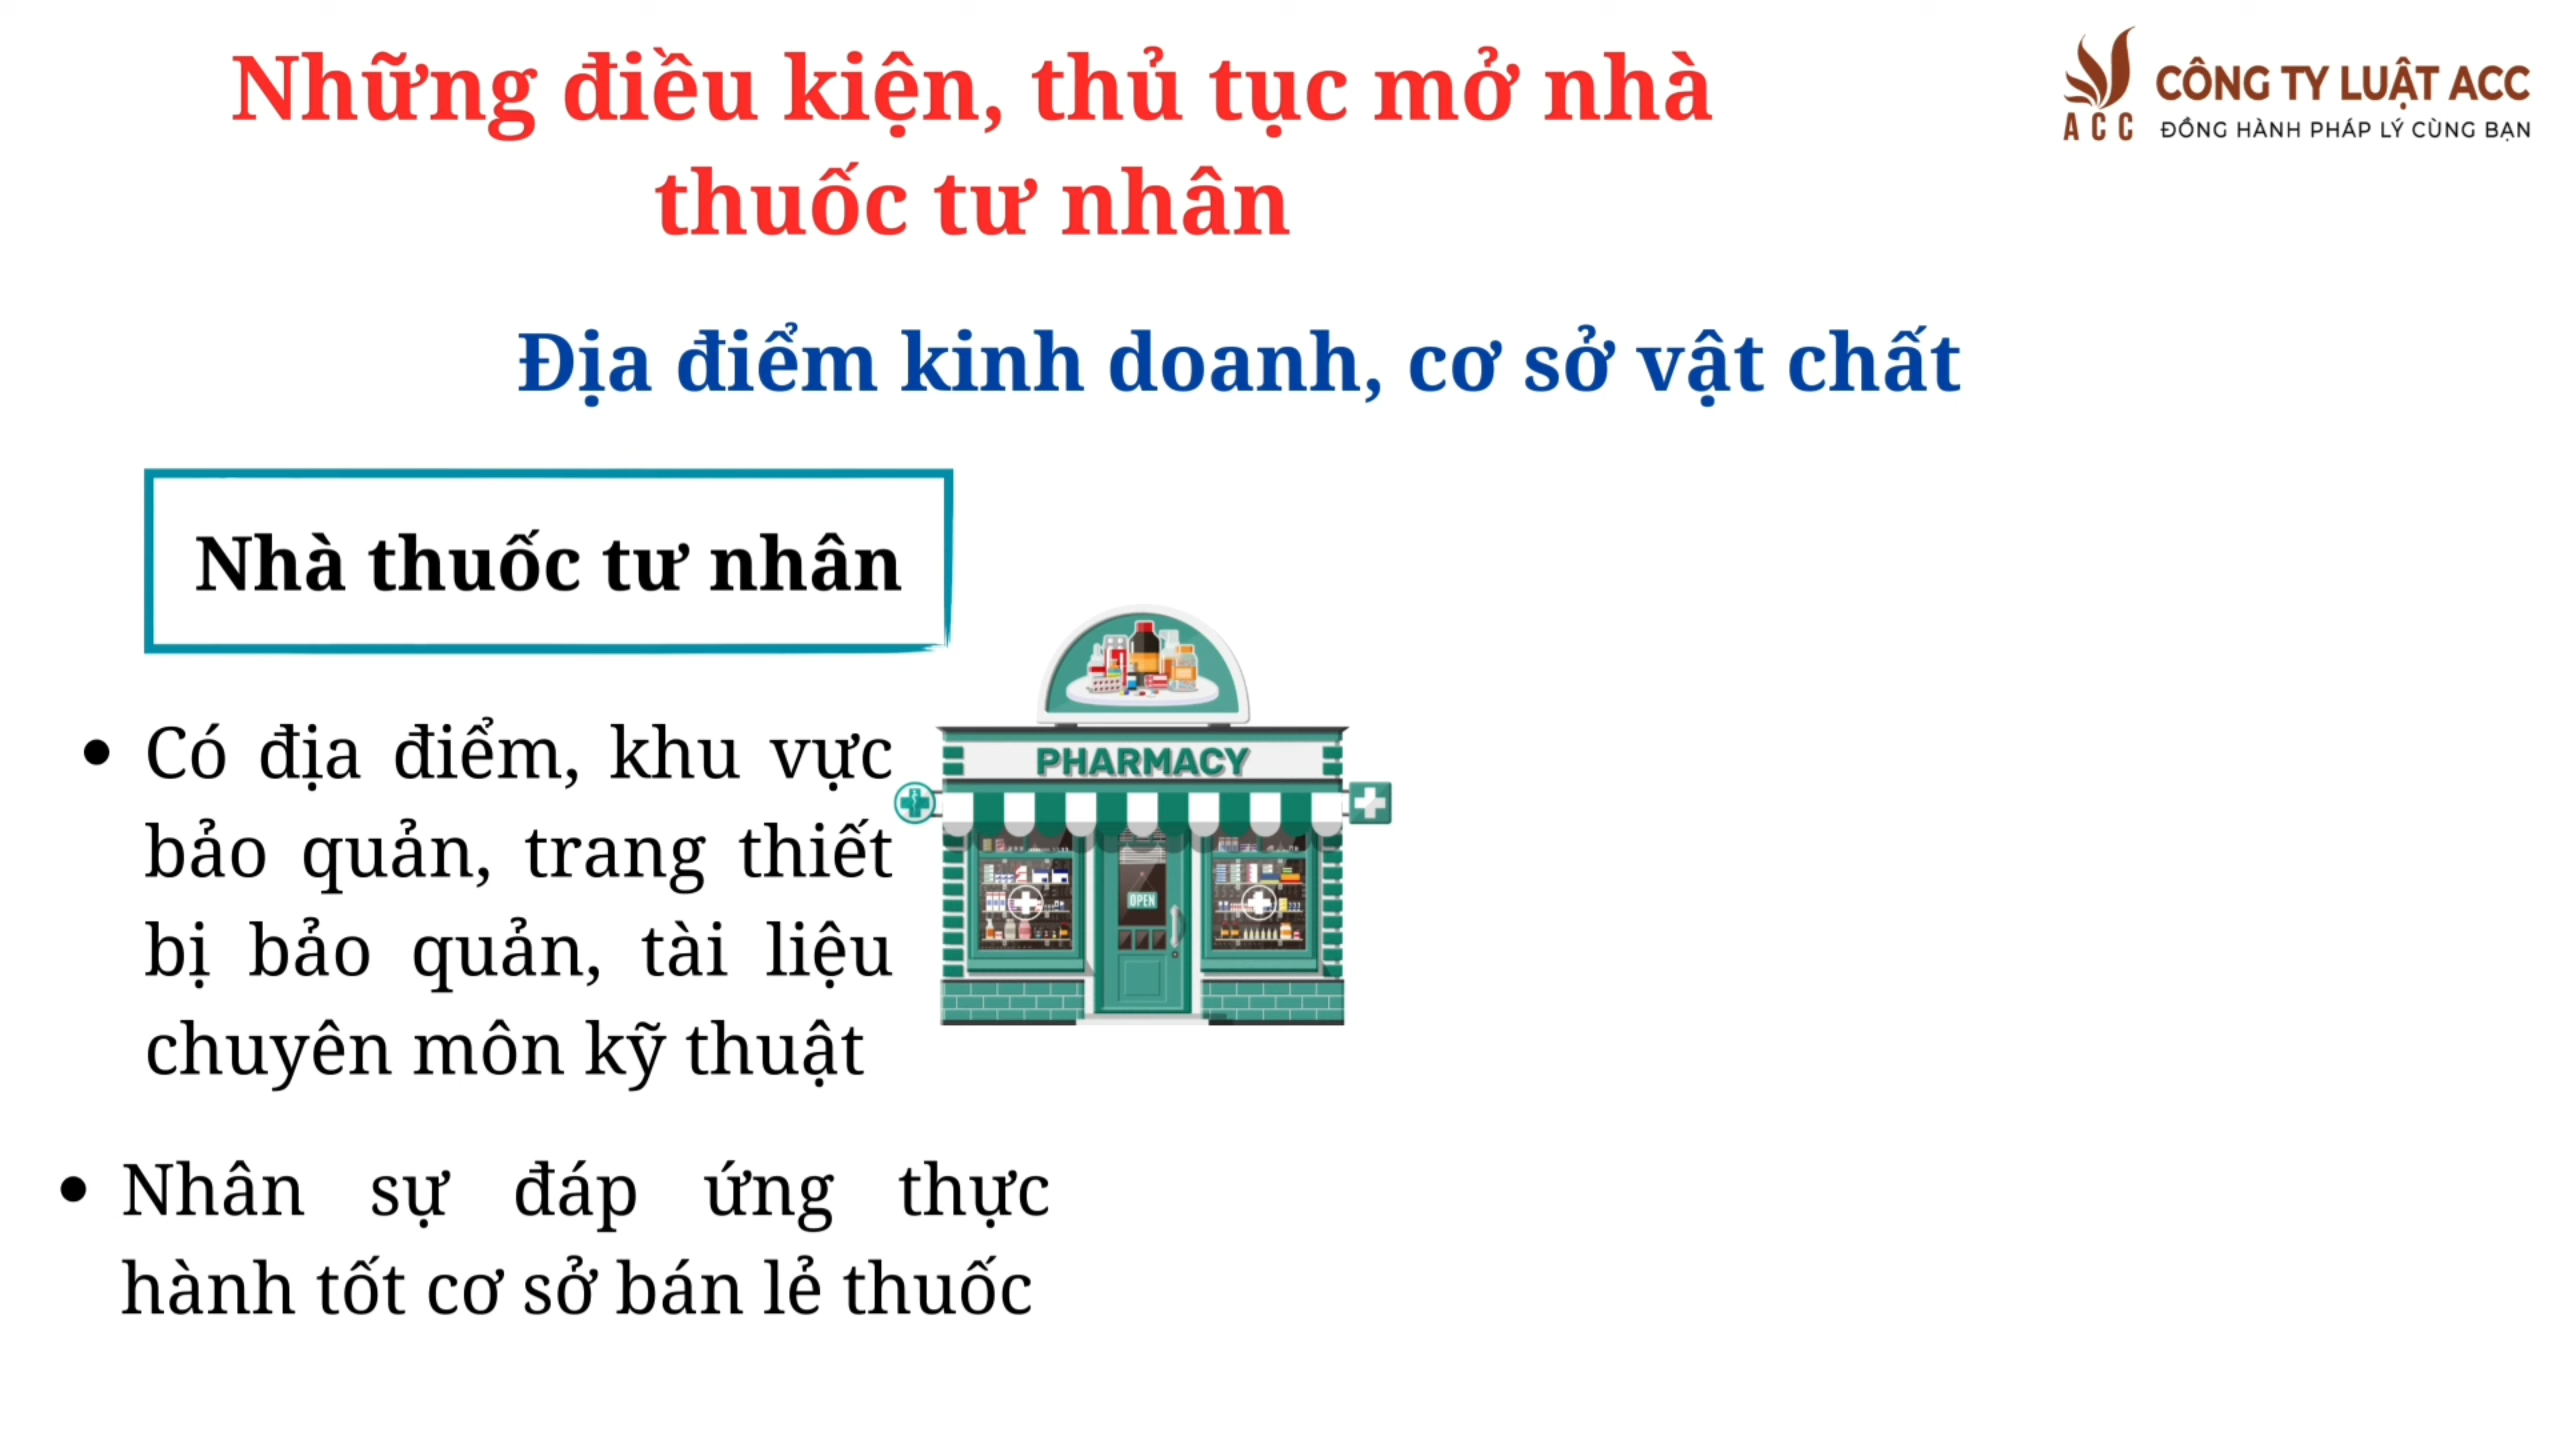 Những điều kiện, thủ tục mở nhà
thuốc tư nhân
CÔNG TY LUẬT ACC
ACC
ĐỒNG HÀNH PHÁP LÝ CÙNG BẠN
Địa điểm kinh doanh, cơ sở vật chất
Nhà thuốc tư nhân
• Có địa điểm, khu vực
bảo quản, trang thiết
bị bảo quản, tài liệu
chuyên môn kỹ thuật
PHARMACY
OPEN
• Nhân sự đáp ứng thực
hành tốt cơ sở bán lẻ thuốc